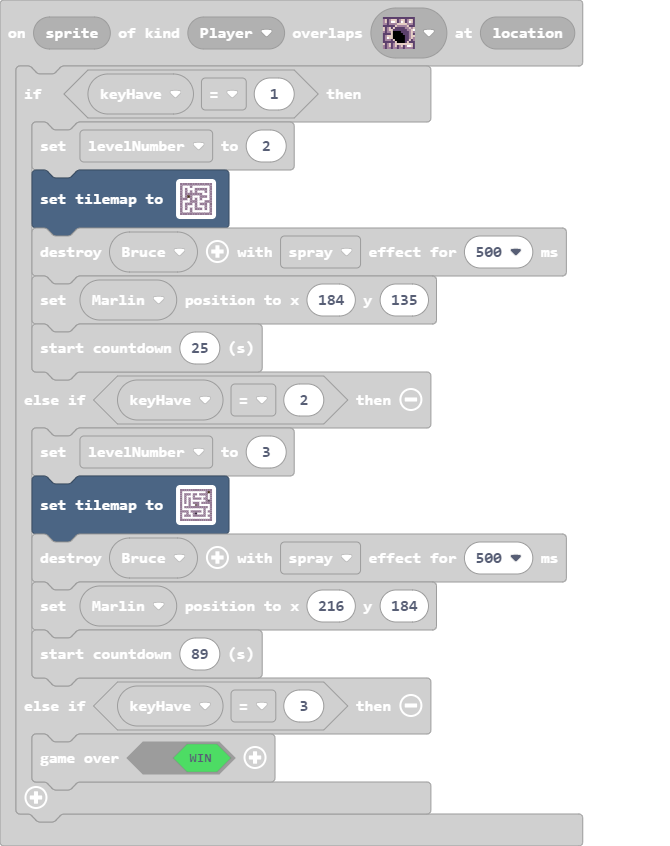 on sprite of kind Player overlaps at location
if keyHave = 1 then
set levelNumber to 2
set tilemap to
destroy Bruce with spray effect for 500 ms
set Marlin position to x 184 y 135
start countdown 25 (s)
else if keyHave = 2 then
set levelNumber to 3
set tilemap to
destroy Bruce with spray effect for 500 ms
set Marlin position to x 216 y 184
start countdown 89 (s)
else if keyHave = 3 then
game over WIN